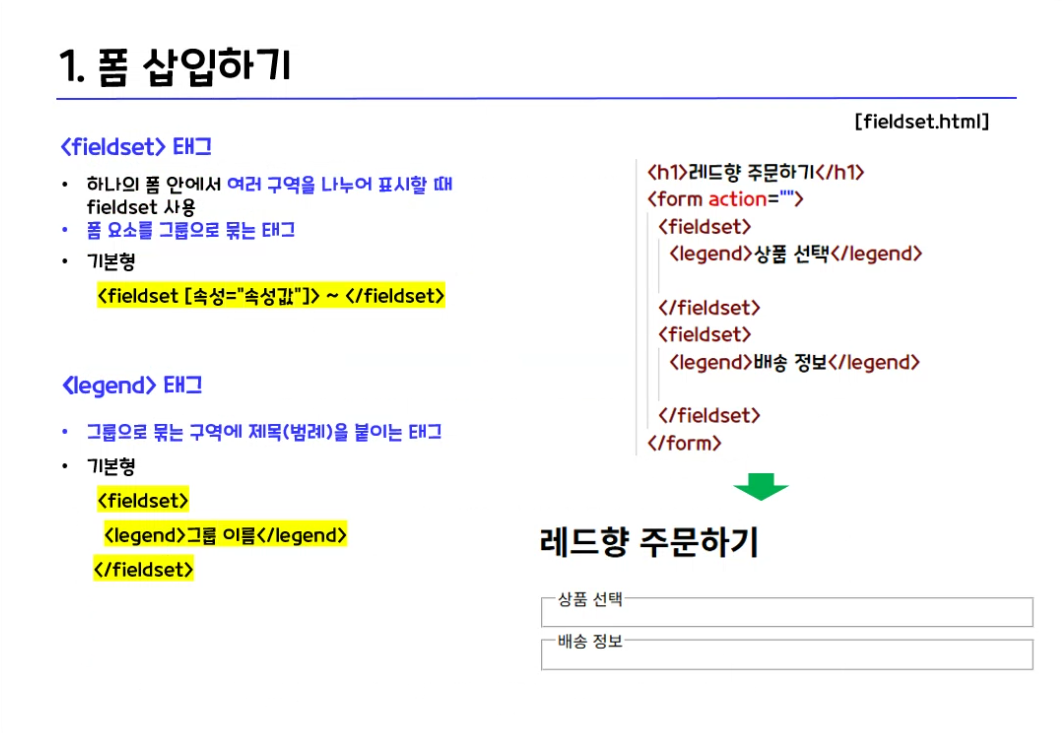 1. 폼 삽입하기
[fieldset.html]
<fieldset> 태그
• 하나의 폼 안에서 여러 구역을 나누어 표시할 때
fieldset 사용
• 폼 요소를 그룹으로 묶는 태그
• 기본형
<fieldset [속성="속성값"]> ~ </fieldset>
<legend> 태그
• 그룹으로 묶는 구역에 제목(범례)을 붙이는 태그
• 기본형
<fieldset>
<legend>그룹 이름</legend>
</fieldset>
<h1>레드향 주문하기</h1>
<form action="">
<fieldset>
<legend>상품 선택</legend>
</fieldset>
<fieldset>
<legend>배송 정보</legend>
</fieldset>
</form>
레드향 주문하기
상품 선택
배송 정보